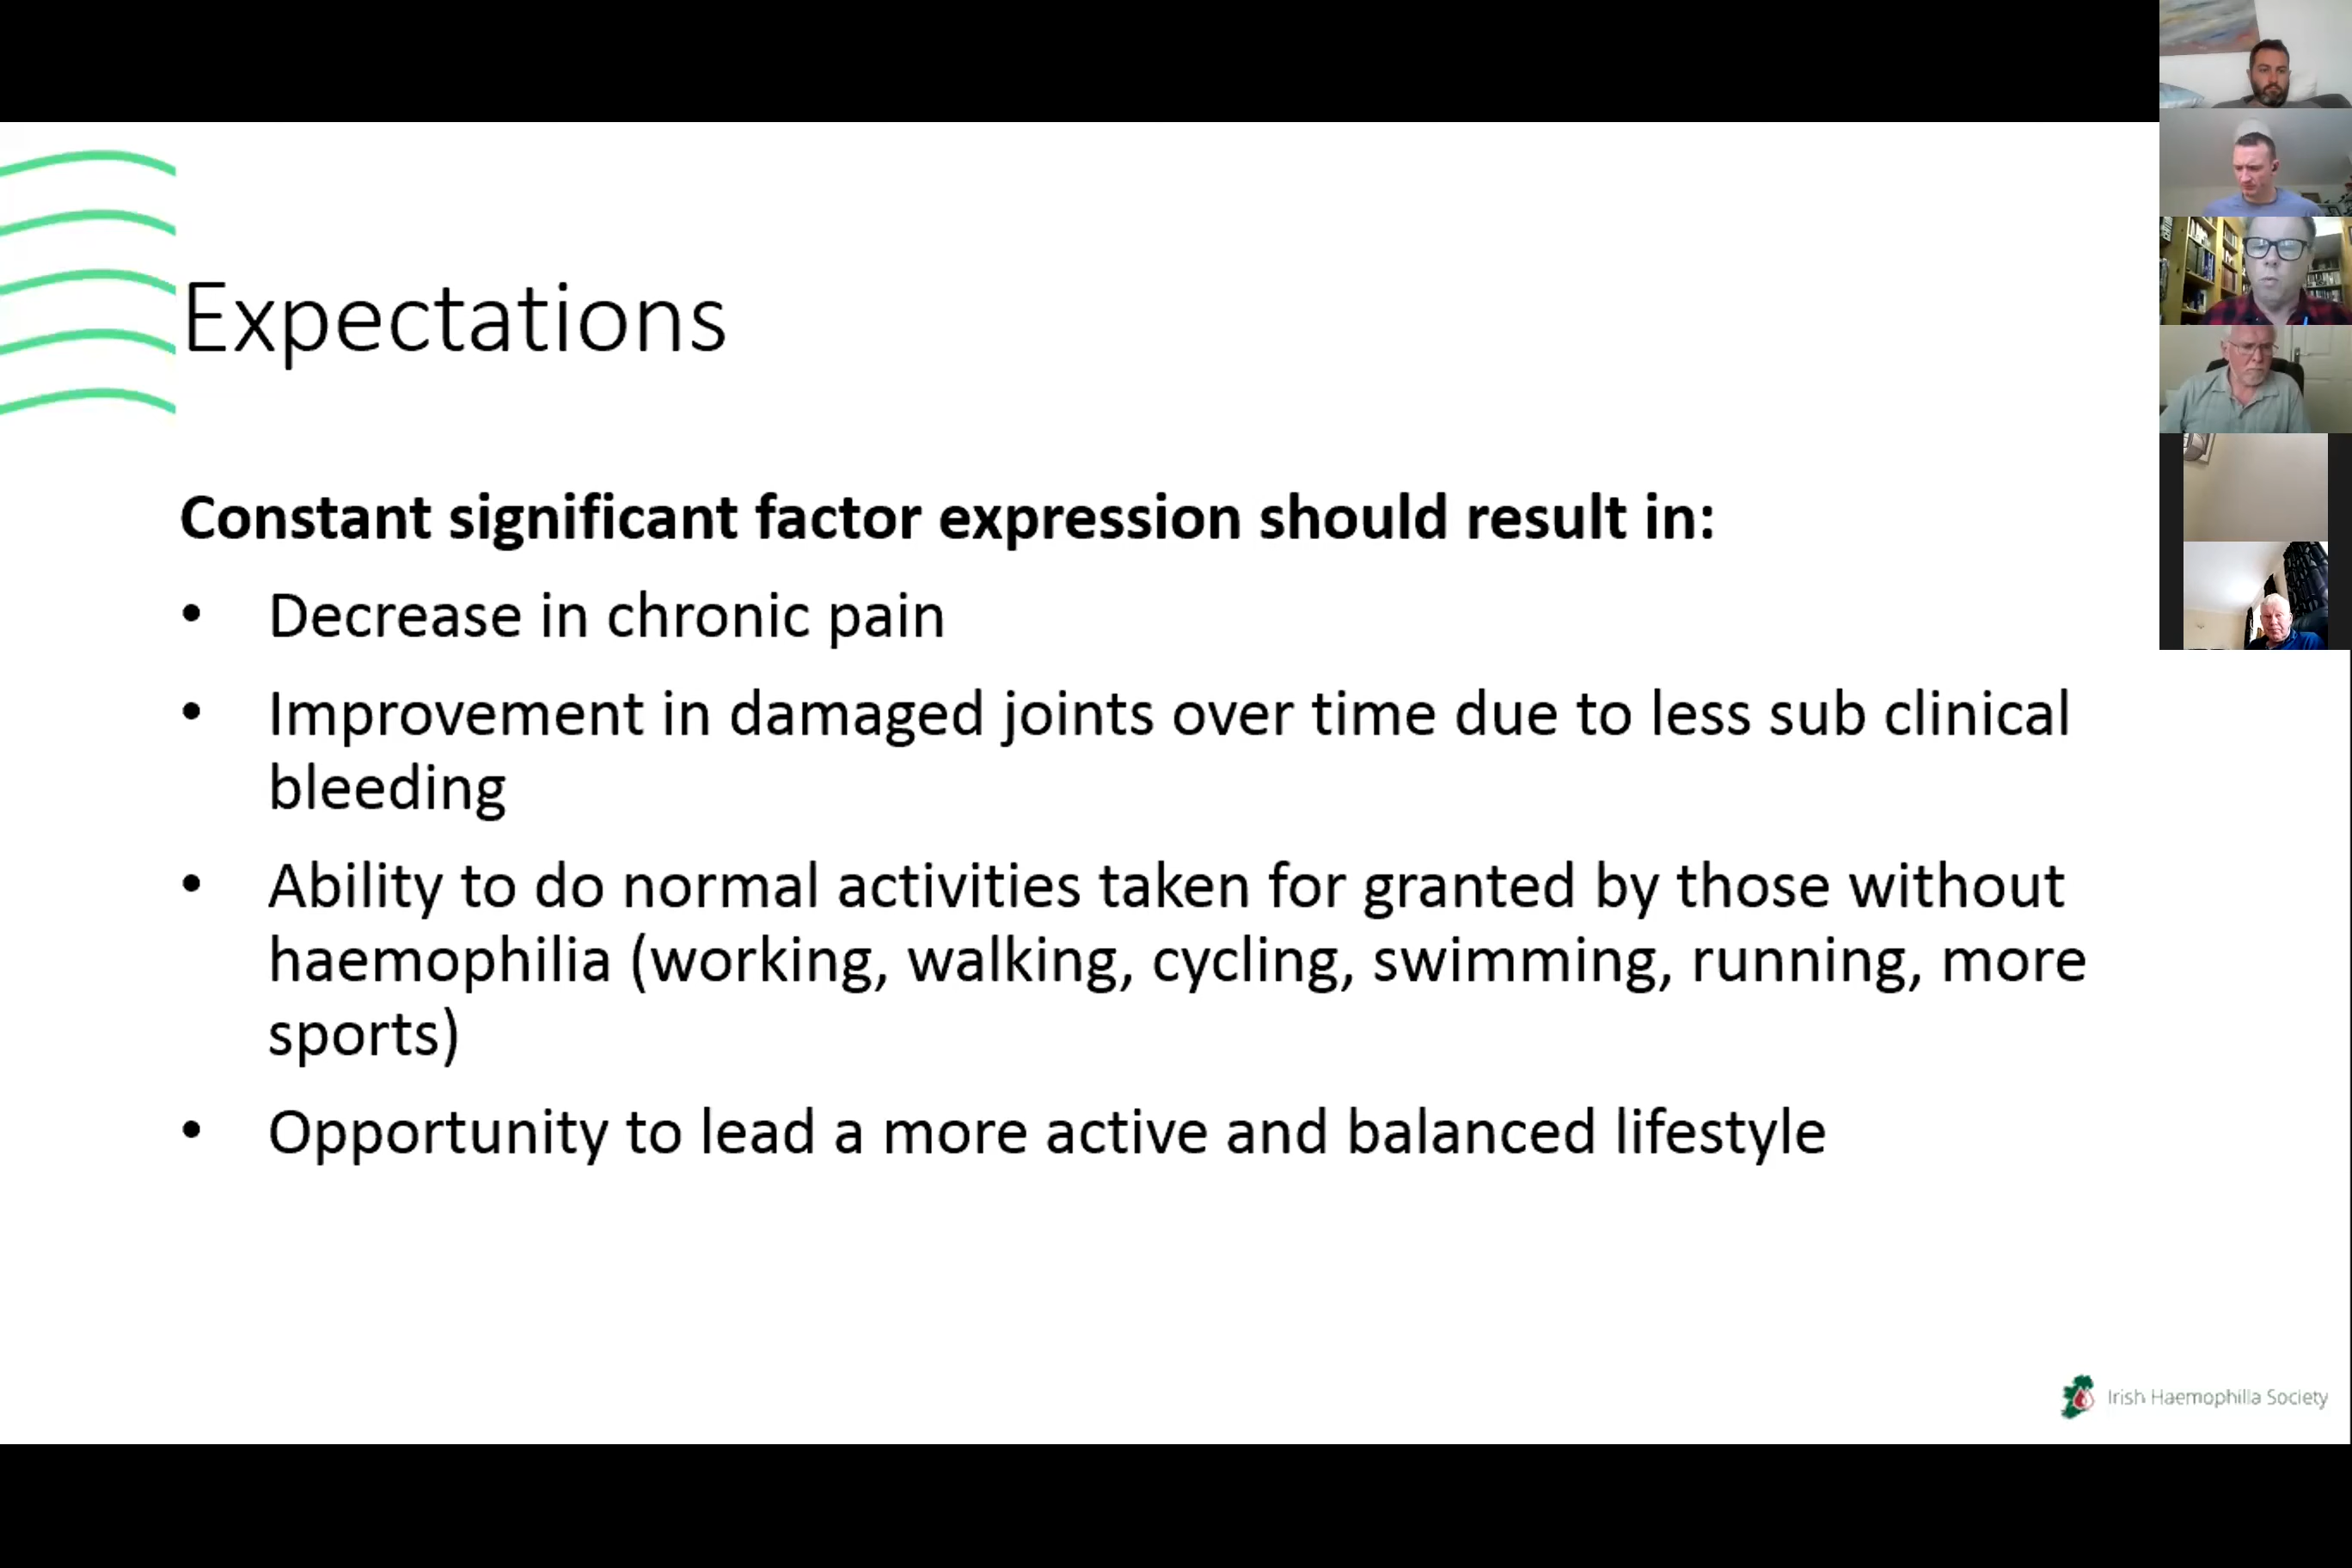 Expectations
Constant significant factor expression should result in:
• Decrease in chronic pain
• Improvement in damaged joints over time due to less sub clinical
bleeding
• Ability to do normal activities taken for granted by those without
haemophilia (working, walking, cycling, swimming, running, more
sports)
• Opportunity to lead a more active and balanced lifestyle
Irish Haemophilia Society